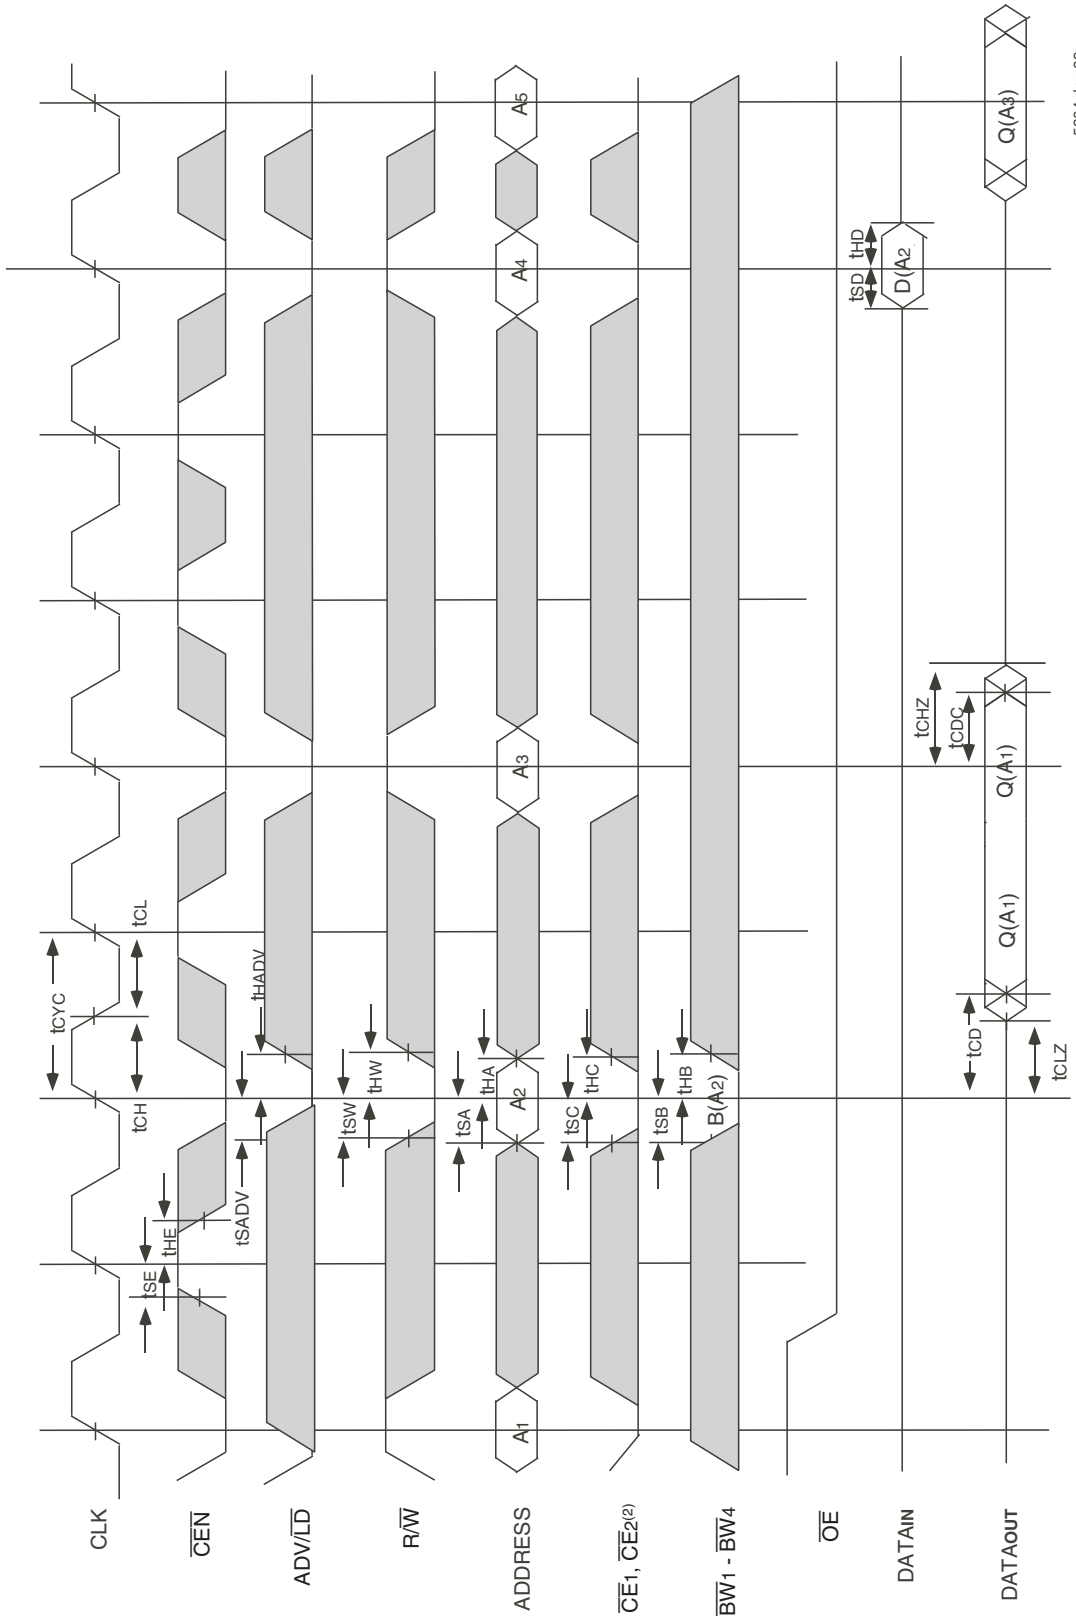 CLK
tCYC
tCH
tCL
CEN
tSE
tHE
ADV/LD
tSADV
tHADV
R/W
tSW
tHW
ADDRESS
A1
tSA
tHA
A2
A3
A4
A5
CE1, CE2(2)
tSC
tHC
BW1 - BW4
tSB
tHB
B(A2)
OE
DATAIN
tSD
tHD
D(A2
DATAOUT
tCD
tCLZ
Q(A1)
Q(A1)
tCHZ
tCDC
Q(A3)